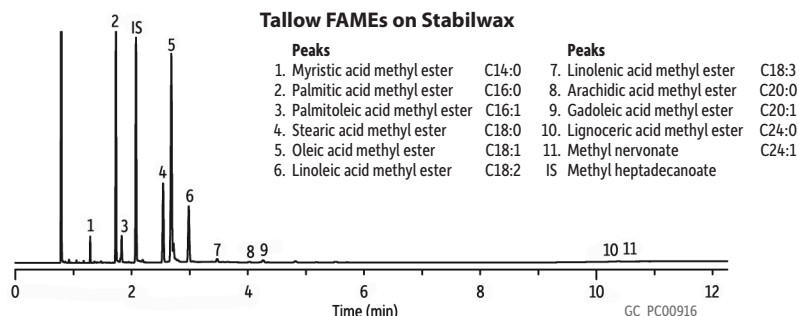 Tallow FAMEs on Stabilwax
Peaks
1. Myristic acid methyl ester C14:0
2. Palmitic acid methyl ester C16:0
3. Palmitoleic acid methyl ester C16:1
4. Stearic acid methyl ester C18:0
5. Oleic acid methyl ester C18:1
6. Linoleic acid methyl ester C18:2
Peaks
7. Linolenic acid methyl ester C18:3
8. Arachidic acid methyl ester C20:0
9. Gadoleic acid methyl ester C20:1
10. Lignoceric acid methyl ester C24:0
11. Methyl nervonate C24:1
IS Methyl heptadecanoate
2 IS
5
4
6
1 3
7 8 9 10 11
0 2 4 6 8 10 12
Time (min)
GC_PC00916